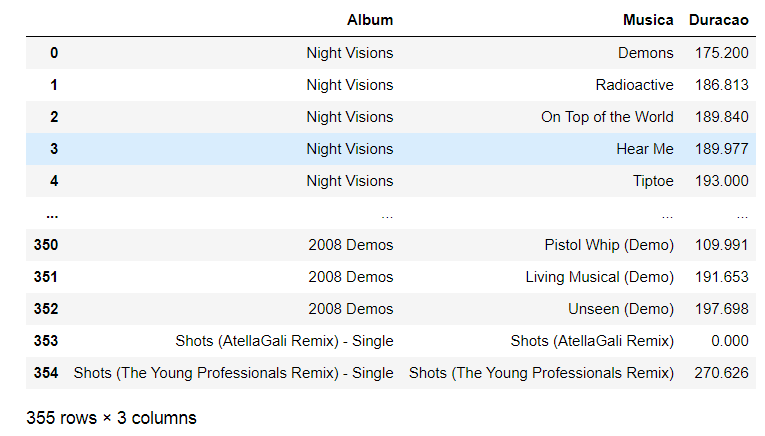 Album Musica Duracao
0 Night Visions Demons 175.200
1 Night Visions Radioactive 186.813
2 Night Visions On Top of the World 189.840
3 Night Visions Hear Me 189.977
4 Night Visions Tiptoe 193.000
... ... ... ...
350 2008 Demos Pistol Whip (Demo) 109.991
351 2008 Demos Living Musical (Demo) 191.653
352 2008 Demos Unseen (Demo) 197.698
353 Shots (AtellaGali Remix) - Single Shots (AtellaGali Remix) 0.000
354 Shots (The Young Professionals Remix) - Single Shots (The Young Professionals Remix) 270.626
355 rows × 3 columns